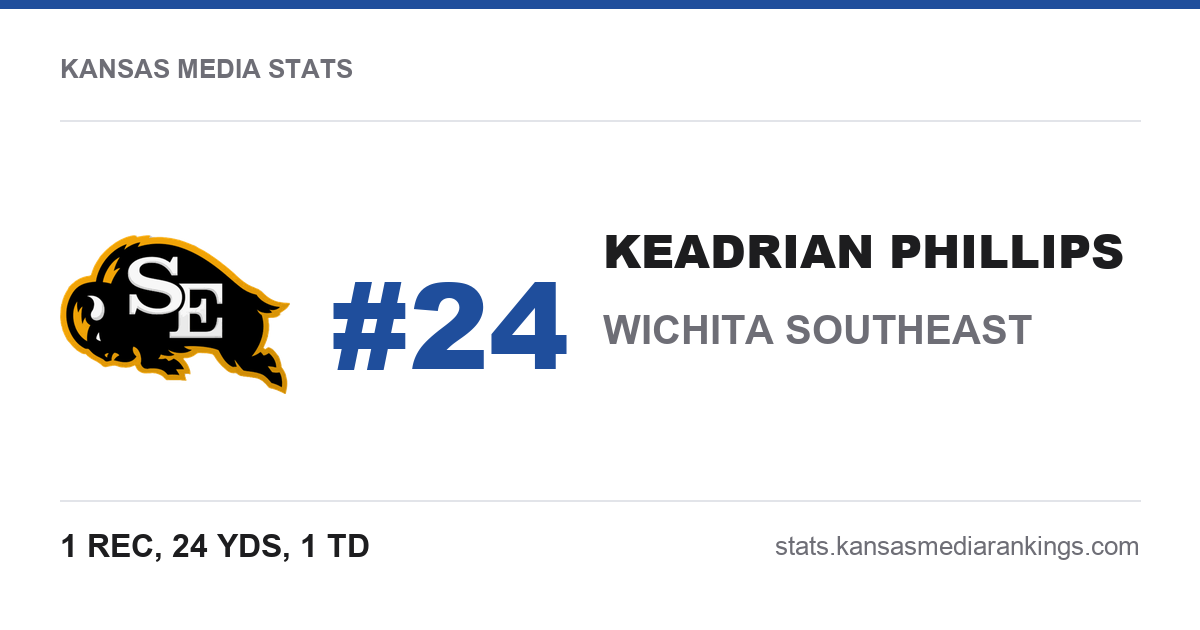 KANSAS MEDIA STATS
SE
#24
KEADRIAN PHILLIPS
WICHITA SOUTHEAST
1 REC, 24 YDS, 1 TD
stats.kansasmediarankings.com